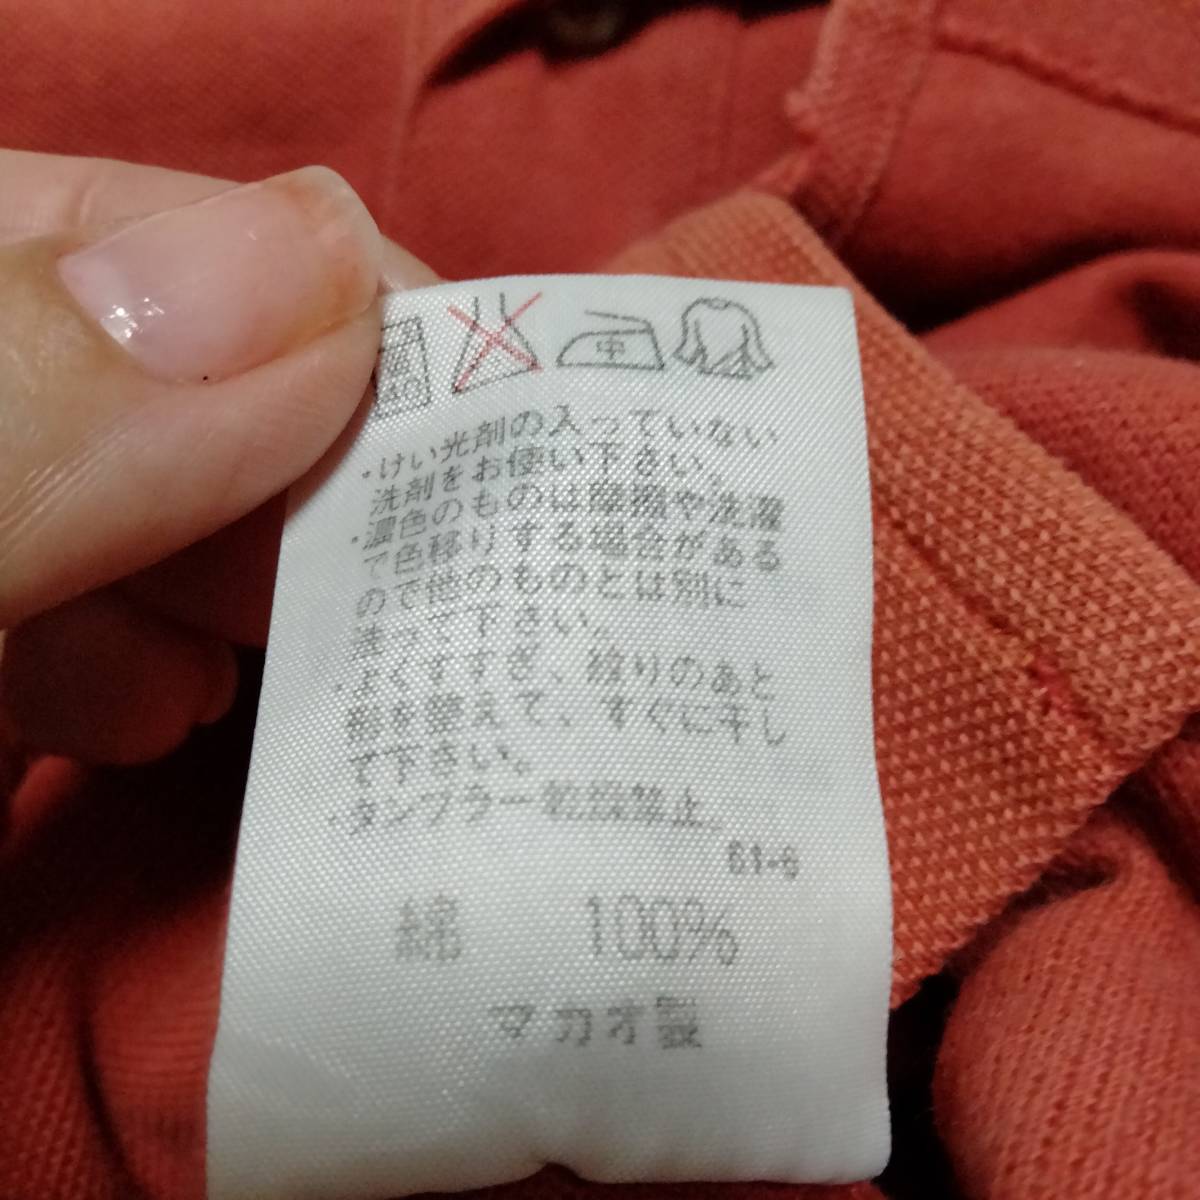 40
中
・けい光剤の入っていない
洗剤をお使い下さい。
・濃色のものは摩擦や洗濯
で色移りする場合がある
ので他のものとは別に
洗って下さい。
・よくすすぎ、絞りのあと
形を整えて、すぐに干し
て下さい。
・タンブラー乾燥禁止
61-6
綿 100%
マカオ製